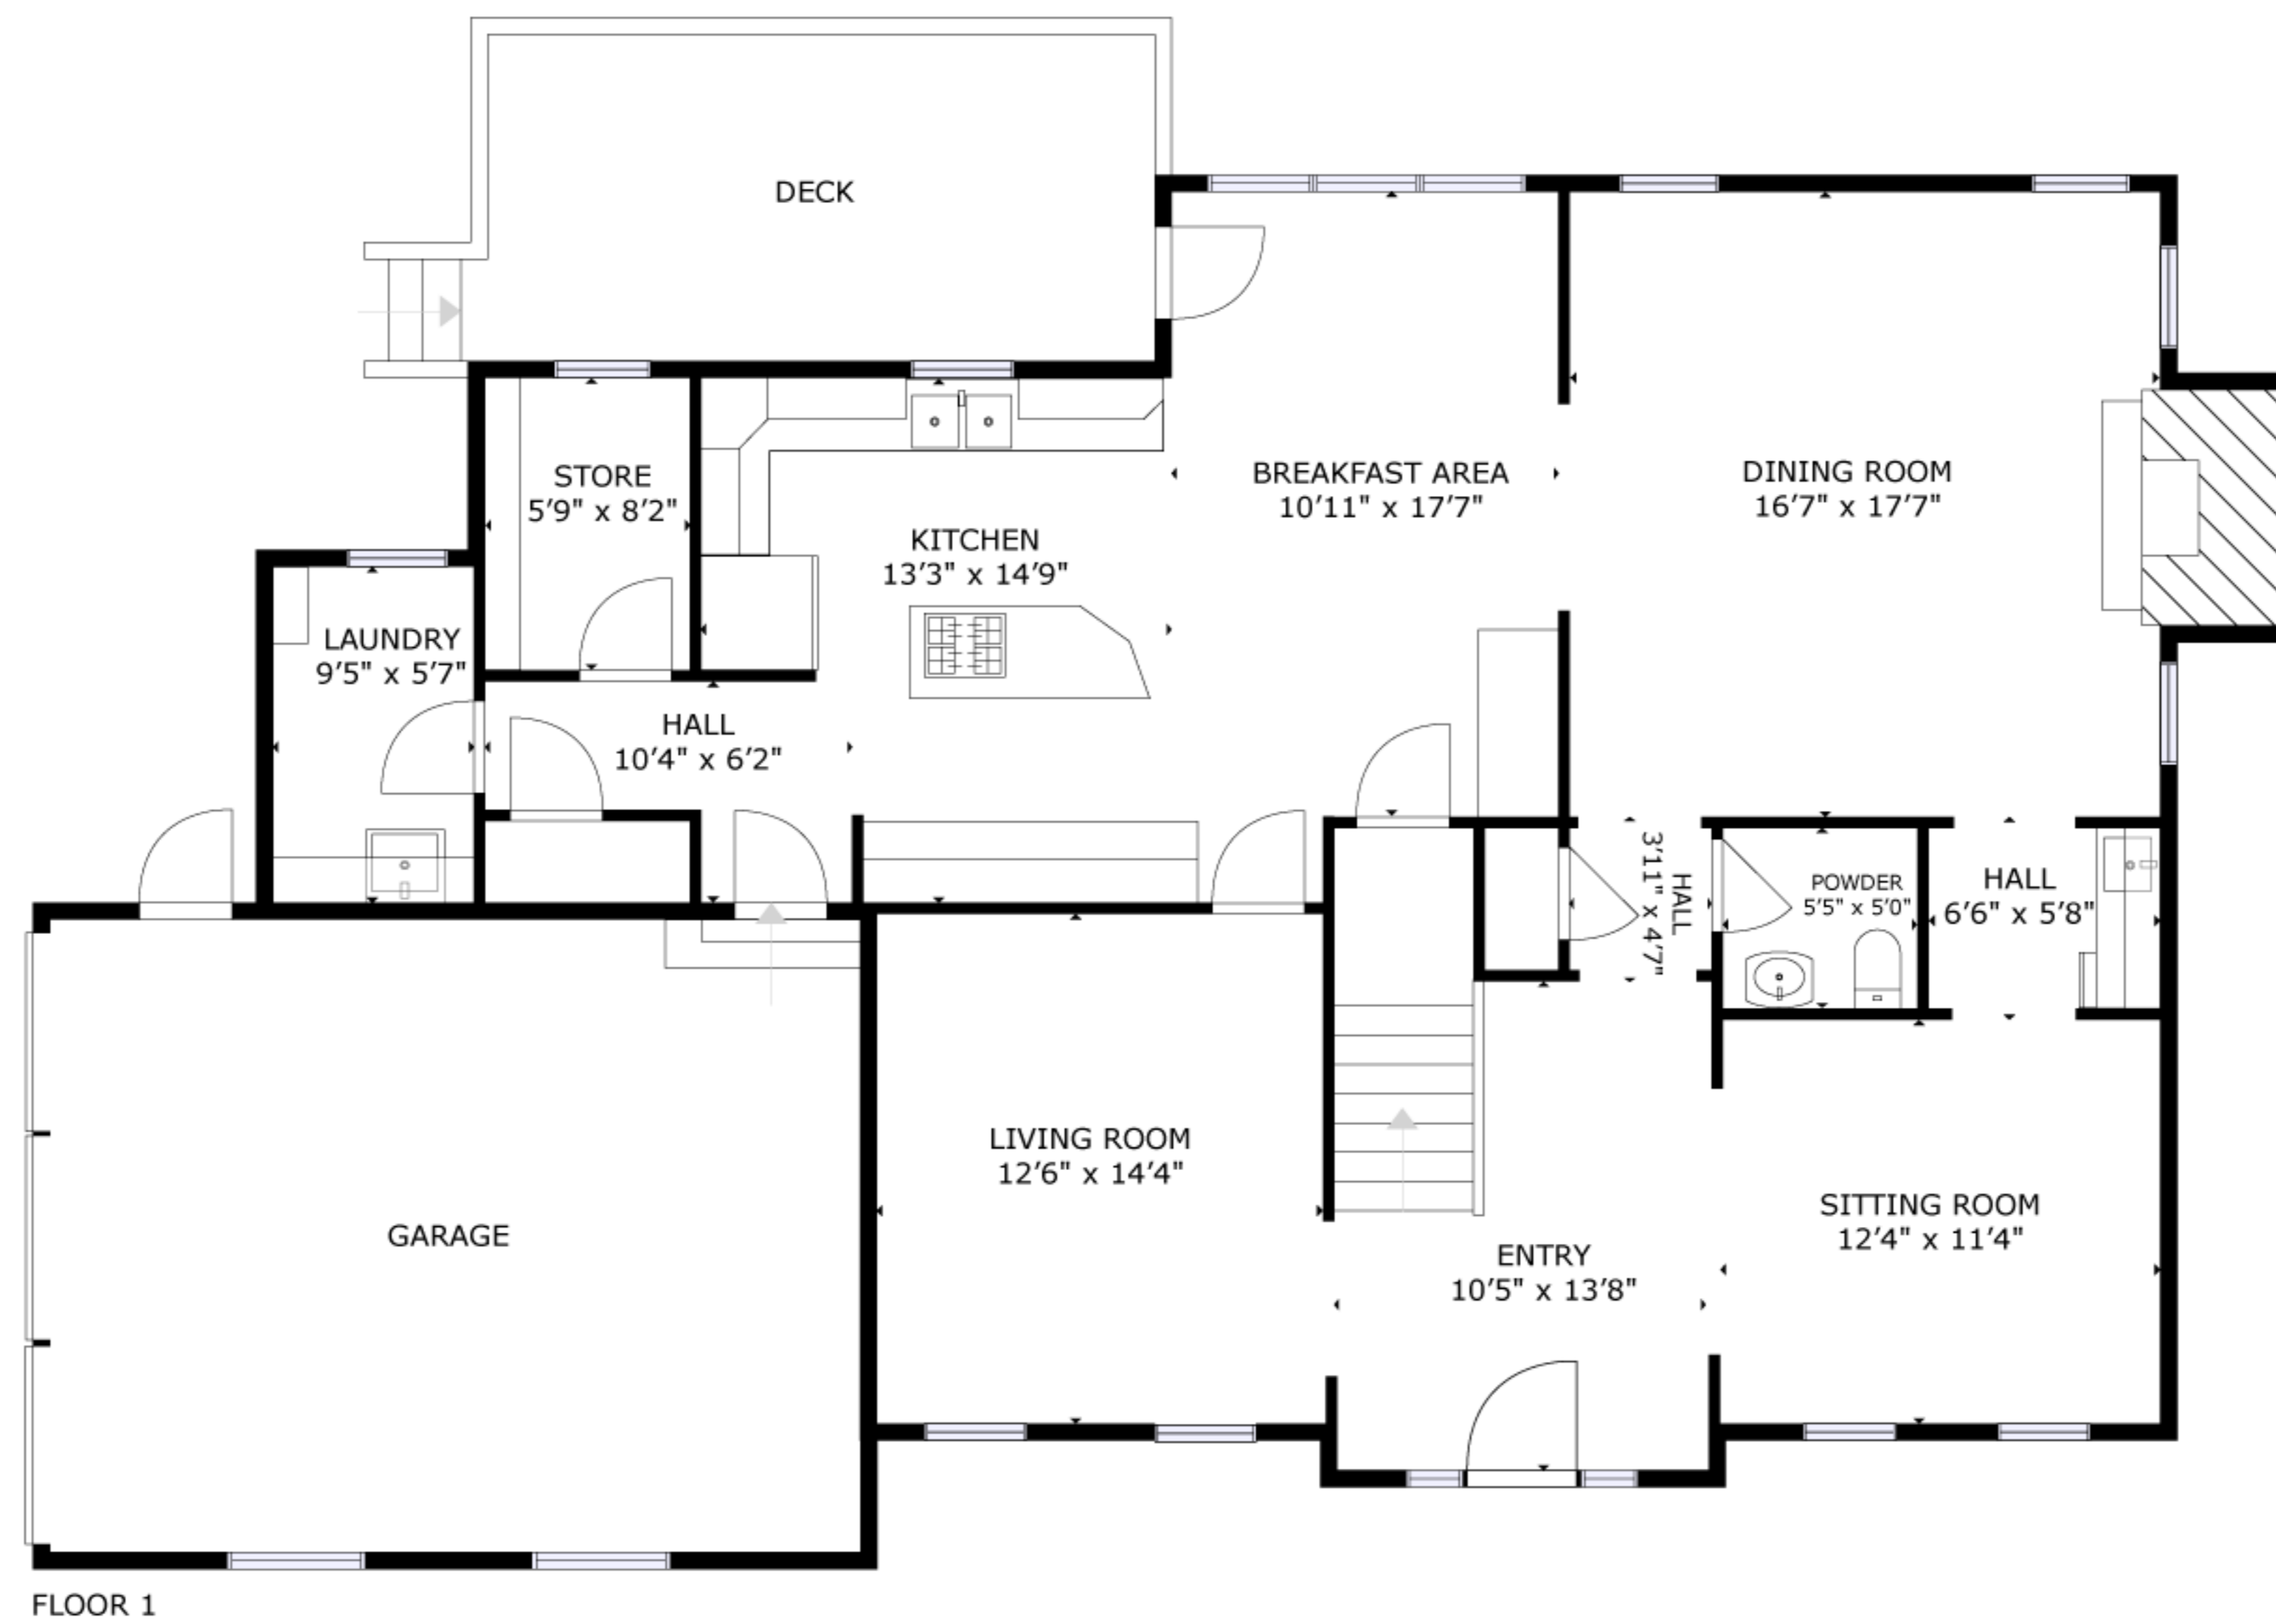 DECK
STORE
5'9" x 8'2"
BREAKFAST AREA
10'11" x 17'7"
DINING ROOM
16'7" x 17'7"
KITCHEN
13'3" x 14'9"
LAUNDRY
9'5" x 5'7"
HALL
10'4" x 6'2"
HALL
3'11" x 4'7"
POWDER
5'5" x 5'0"
HALL
6'6" x 5'8"
LIVING ROOM
12'6" x 14'4"
SITTING ROOM
12'4" x 11'4"
GARAGE
ENTRY
10'5" x 13'8"
FLOOR 1